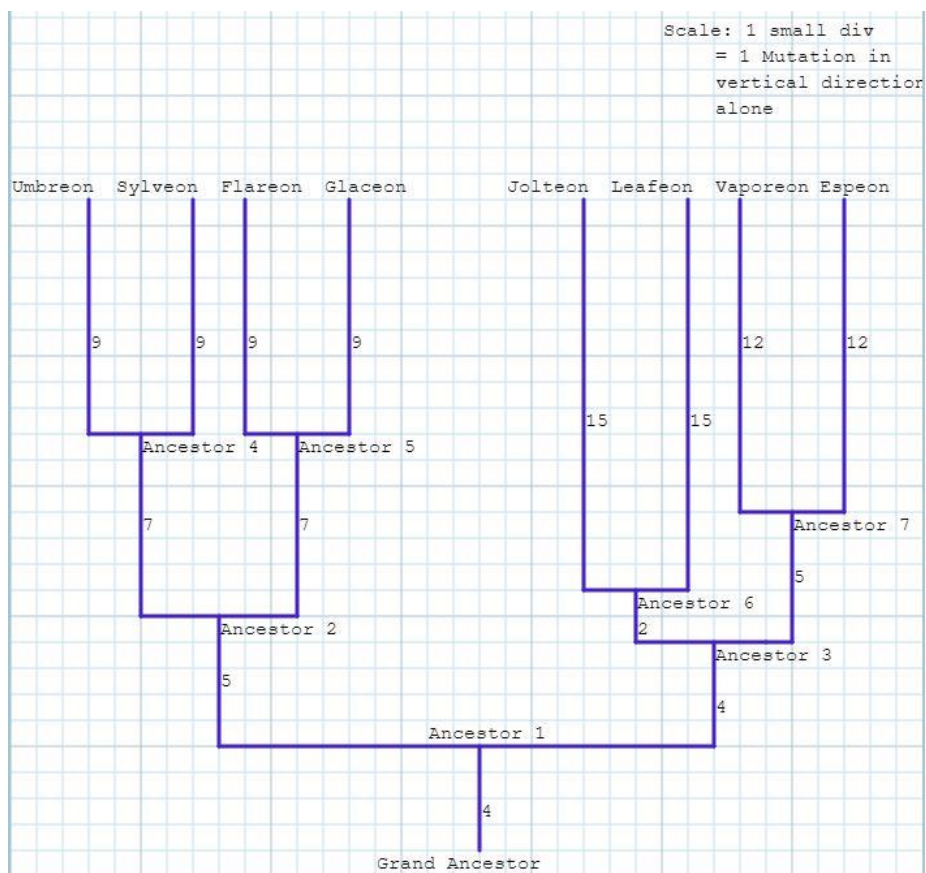 Scale: 1 small div
= 1 Mutation in
vertical direction
alone
Umbreon Sylveon Flareon Glaceon Jolteon Leafeon Vaporeon Espeon
9 9 9 9 12 12
15 15
Ancestor 4 Ancestor 5
7 7 Ancestor 7
5
Ancestor 6
Ancestor 2 2
Ancestor 3
5
4
Ancestor 1
4
Grand Ancestor